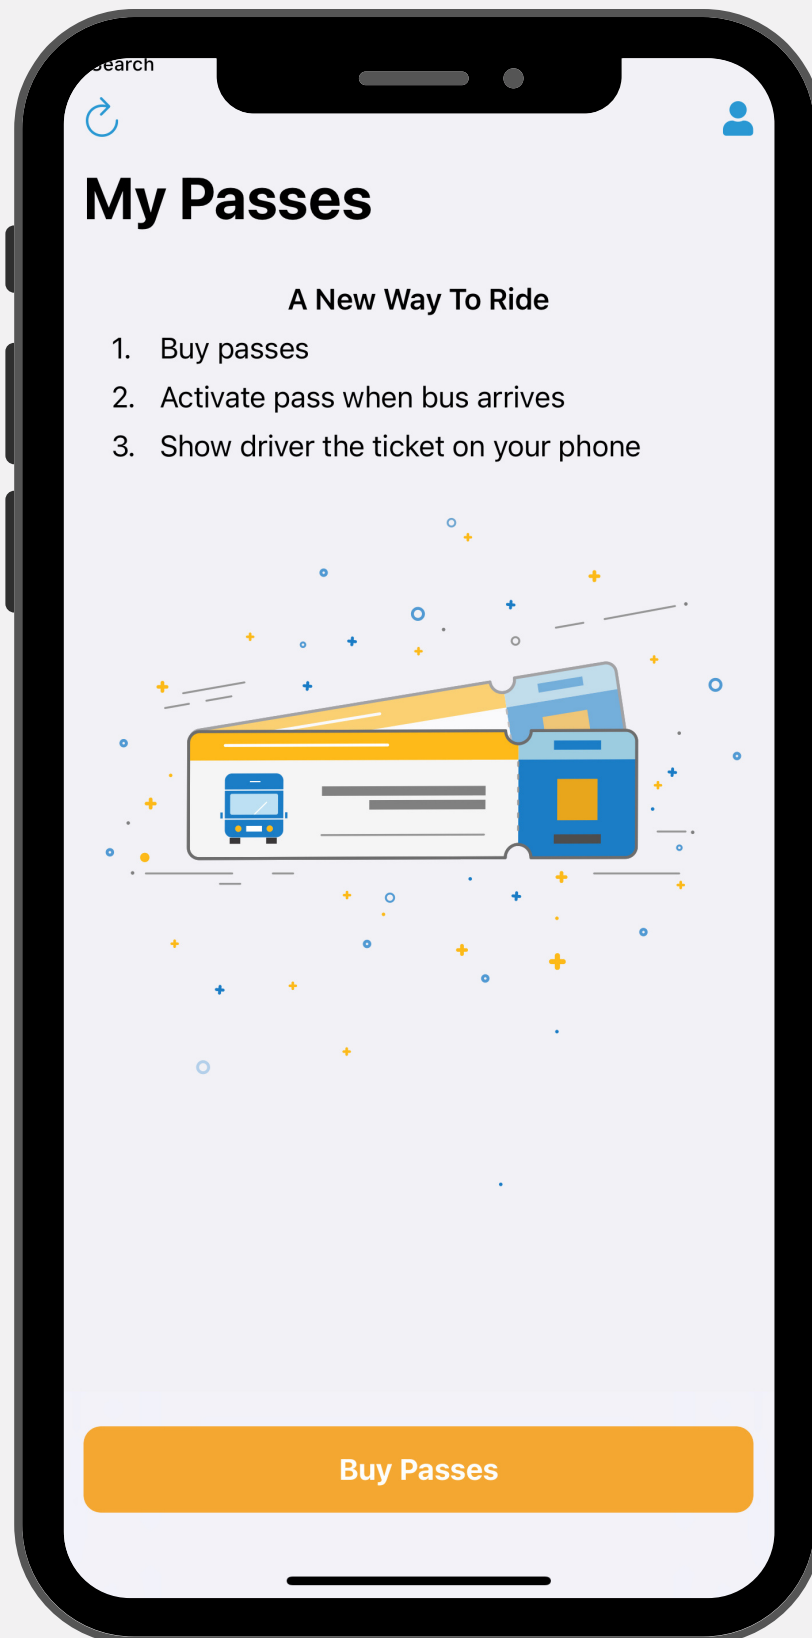 Search
My Passes
A New Way To Ride
1. Buy passes
2. Activate pass when bus arrives
3. Show driver the ticket on your phone
Buy Passes